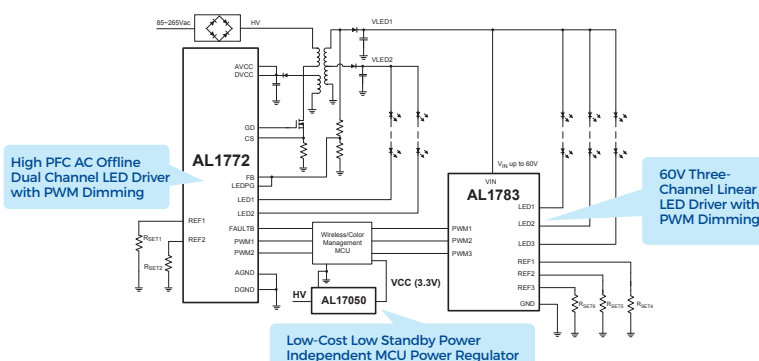 85~265Vac
HV
VLED1
VLED2
AVCC
DVCC
GD
CS
AL1772
High PFC AC Offline
Dual Channel LED Driver
with PWM Dimming
FB
LEDPG
LED1
LED2
REF1
REF2
RSET1
RSET2
FAULTB
PWM1
PWM2
AGND
DGND
Wireless/Color
Management
MCU
HV
AL17050
VCC (3.3V)
Low-Cost Low Standby Power
Independent MCU Power Regulator
VIN up to 60V
VIN
AL1783
PWM1
PWM2
PWM3
LED1
LED2
LED3
REF1
REF2
REF3
GND
RSET6
RSET5
RSET4
60V Three-
Channel Linear
LED Driver with
PWM Dimming